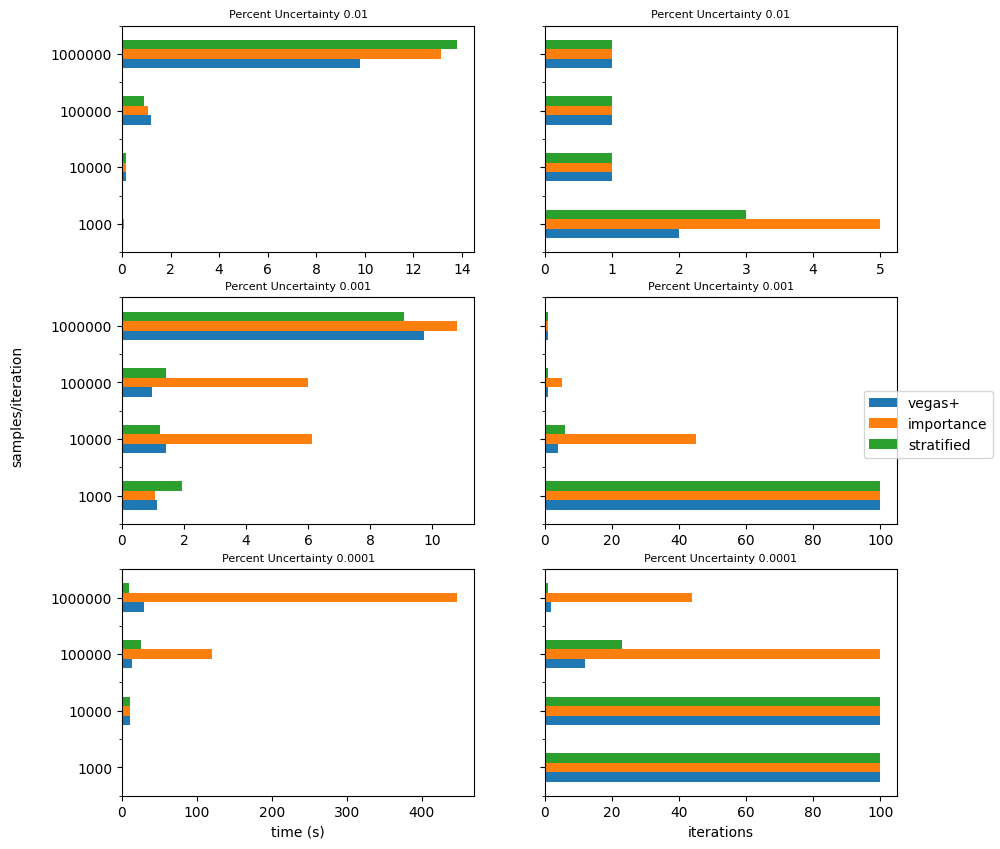 Percent Uncertainty 0.01
Percent Uncertainty 0.01
1000000
100000
10000
1000
0 2 4 6 8 10 12 14
0 1 2 3 4 5
Percent Uncertainty 0.001
Percent Uncertainty 0.001
samples/iteration
1000000
100000
10000
1000
0 2 4 6 8 10
0 20 40 60 80 100
vegas+
importance
stratified
Percent Uncertainty 0.0001
Percent Uncertainty 0.0001
1000000
100000
10000
1000
0 100 200 300 400
0 20 40 60 80 100
time (s)
iterations